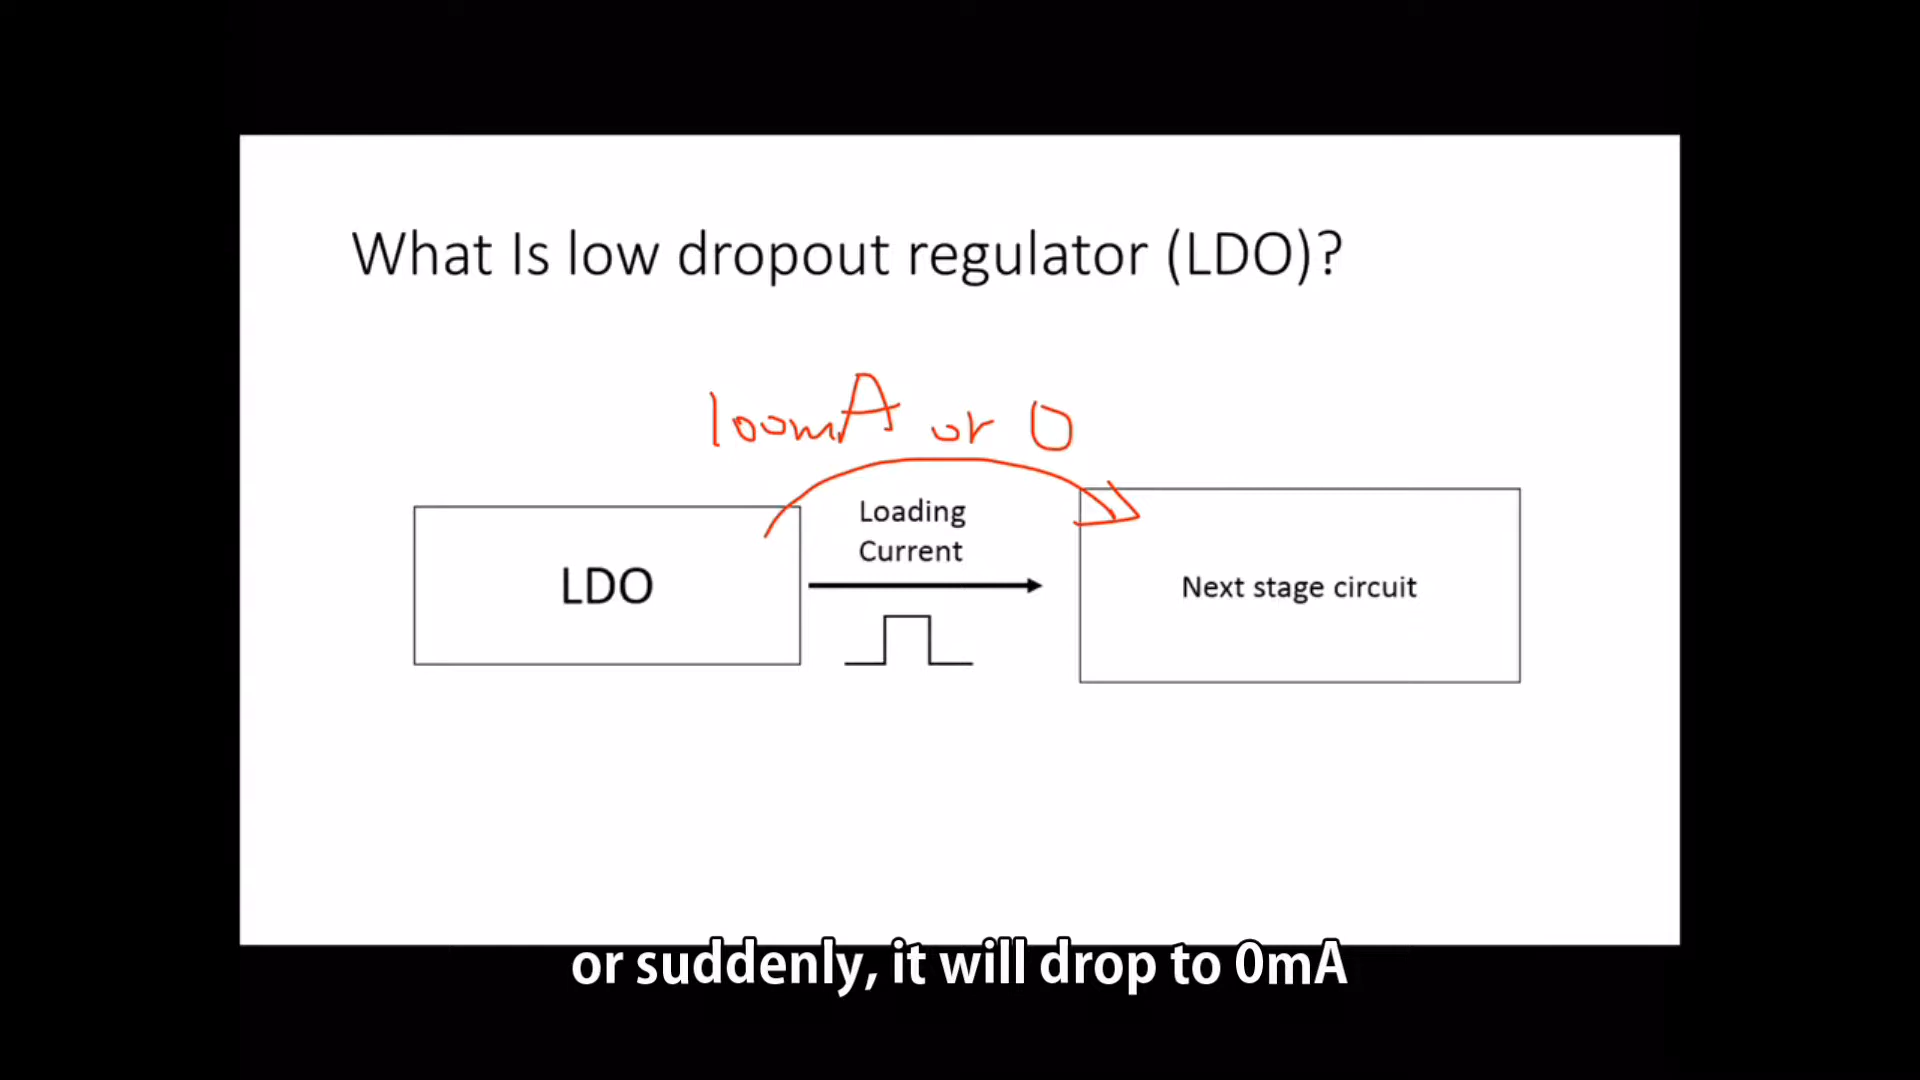 What Is low dropout regulator (LDO)?
100mA or 0
Loading
Current
LDO
Next stage circuit
or suddenly, it will drop to 0mA